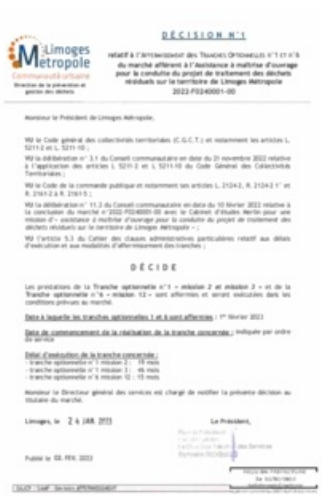 DÉCISION N°1
Limoges
Métropole
Communauté urbaine
Direction de la prévention et
gestion des déchets
relatif à l'AFFERMISSEMENT DES TRANCHES OPTIONNELLES N°1 ET N°6
du marché afférent à l'Assistance à maîtrise d'ouvrage
pour la conduite du projet de traitement des déchets
résiduels sur le territoire de Limoges Métropole
2022-F0240001-00
Monsieur le Président de Limoges Métropole,
VU le Code général des collectivités territoriales (C.G.C.T.) et notamment les articles L.
5211-2 et L. 5211-10 ;
VU la délibération n° 3.1 du Conseil communautaire en date du 21 novembre 2022 relative
à l'application des articles L. 5211-2 et L. 5211-10 du Code Général des Collectivités
Territoriales ;
VU le Code de la commande publique et notamment ses articles L. 2124-2, R. 2124-2 1° et
R. 2161-2 à R. 2161-5 ;
VU la délibération n° 11.2 du Conseil communautaire en date du 10 février 2022 relative à
la conclusion du marché n°2022-F0240001-00 avec le Cabinet d'études Merlin pour une
mission d'« assistance à maîtrise d'ouvrage pour la conduite du projet de traitement des
déchets résiduels sur le territoire de Limoges Métropole » ;
VU l'article 5.3 du Cahier des clauses administratives particulières relatif aux délais
d'exécution et aux modalités d'affermissement des tranches ;
DÉCIDE
Les prestations de la Tranche optionnelle n°1 - mission 2 et mission 3 - et de la
Tranche optionnelle n°6 - mission 12 - sont affermies et seront exécutées dans les
conditions prévues au marché.
Date à laquelle les tranches optionnelles 1 et 6 sont affermies : 1er février 2023
Date de commencement de la réalisation de la tranche concernée : indiquée par ordre
de service
Délai d'exécution de la tranche concernée :
- tranche optionnelle n°1 mission 2 : 19 mois
- tranche optionnelle n°1 mission 3 : 46 mois
- tranche optionnelle n°6 mission 12 : 15 mois
Monsieur le Directeur général des services est chargé de notifier la présente décision au
titulaire du marché.
Limoges, le 24 JAN. 2023
Le Président,
Publié le 02. FEV. 2023